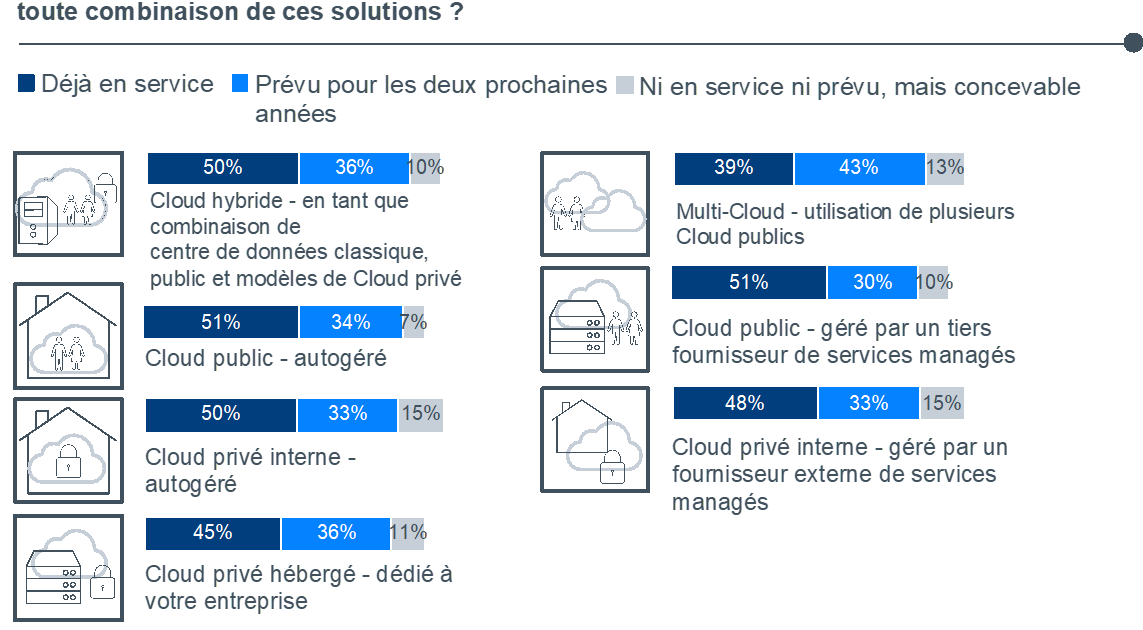 toute combinaison de ces solutions ?
Déjà en service
Prévu pour les deux prochaines
années
Ni en service ni prévu, mais concevable
50% 36% 10%
Cloud hybride - en tant que
combinaison de
centre de données classique,
public et modèles de Cloud privé
51% 34% 7%
Cloud public - autogéré
50% 33% 15%
Cloud privé interne -
autogéré
45% 36% 11%
Cloud privé hébergé - dédié à
votre entreprise
39% 43% 13%
Multi-Cloud - utilisation de plusieurs
Cloud publics
51% 30% 10%
Cloud public - géré par un tiers
fournisseur de services managés
48% 33% 15%
Cloud privé interne - géré par un
fournisseur externe de services
managés